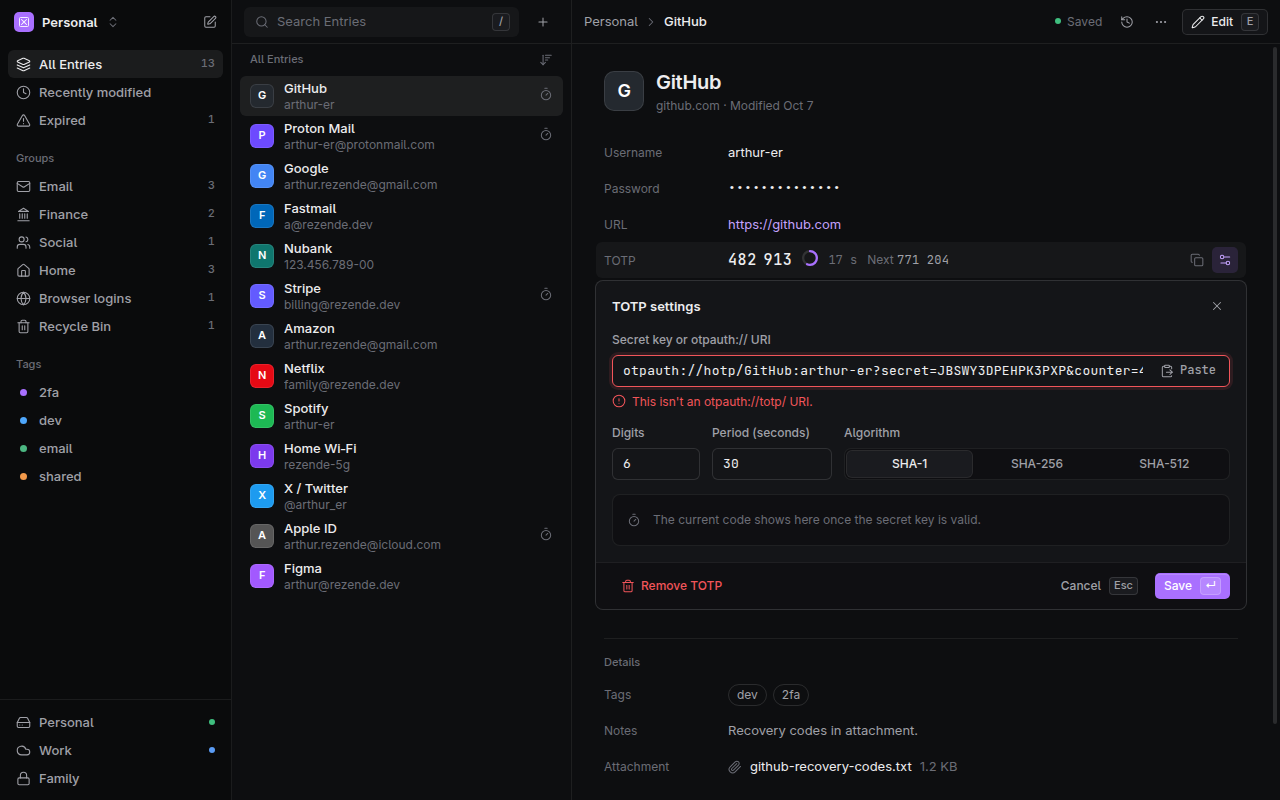 Personal
All Entries 13
Recently modified
Expired 1
Groups
Email 3
Finance 2
Social 1
Home 3
Browser logins 1
Recycle Bin 1
Tags
2fa
dev
email
shared
Personal
Work
Family
Search Entries /
All Entries
G GitHub
arthur-er
P Proton Mail
arthur-er@protonmail.com
G Google
arthur.rezende@gmail.com
F Fastmail
a@rezende.dev
N Nubank
123.456.789-00
S Stripe
billing@rezende.dev
A Amazon
arthur.rezende@gmail.com
N Netflix
family@rezende.dev
S Spotify
arthur-er
H Home Wi-Fi
rezende-5g
X X / Twitter
@arthur_er
A Apple ID
arthur.rezende@icloud.com
F Figma
arthur@rezende.dev
Personal > GitHub
Saved
Edit E
G GitHub
github.com · Modified Oct 7
Username arthur-er
Password ••••••••••••••
URL https://github.com
TOTP 482 913 17 s Next 771 204
TOTP settings
Secret key or otpauth:// URI
otpauth://hotp/GitHub:arthur-er?secret=JBSWY3DPEHPK3PXP&counter=4 Paste
This isn't an otpauth://totp/ URI.
Digits Period (seconds) Algorithm
6 30 SHA-1 SHA-256 SHA-512
The current code shows here once the secret key is valid.
Remove TOTP Cancel Esc Save ↵
Details
Tags dev 2fa
Notes Recovery codes in attachment.
Attachment github-recovery-codes.txt 1.2 KB